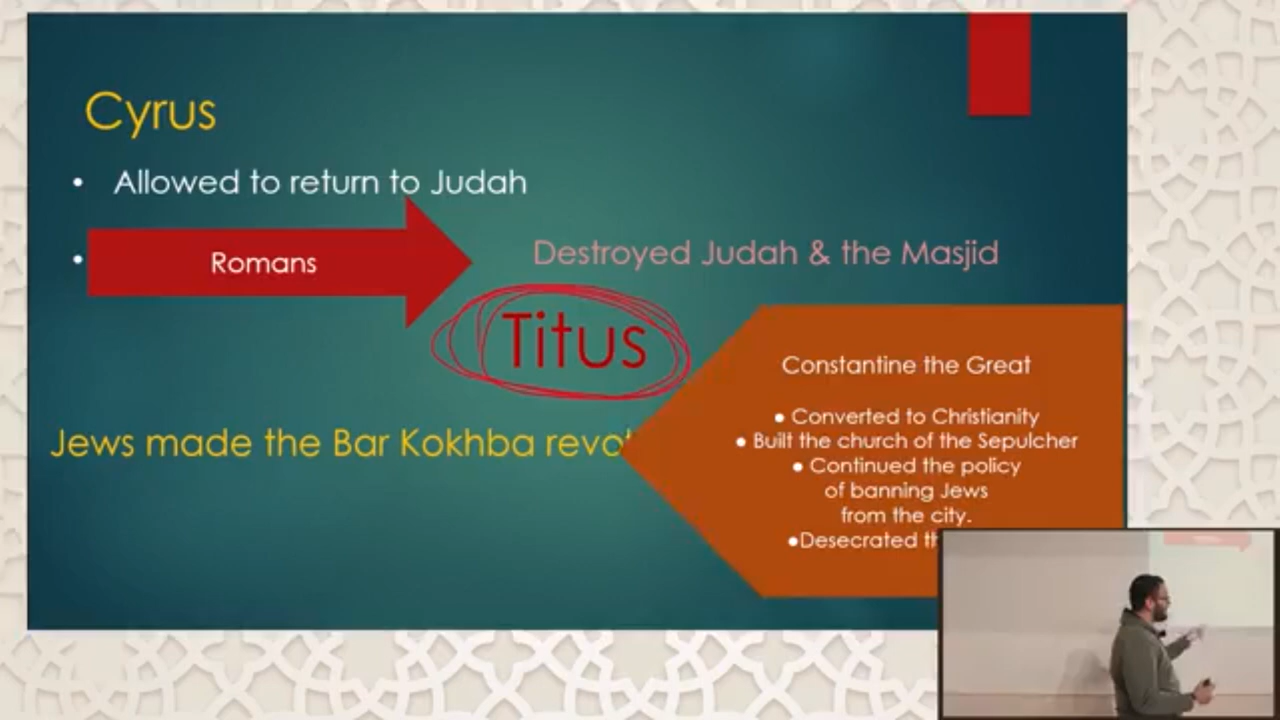 Cyrus
• Allowed to return to Judah
• Romans
Destroyed Judah & the Masjid
Titus
Jews made the Bar Kokhba
Constantine the Great
● Converted to Christianity
● Built the church of the Sepulcher
● Continued the policy
of banning Jews
from the city.
●Desecrated